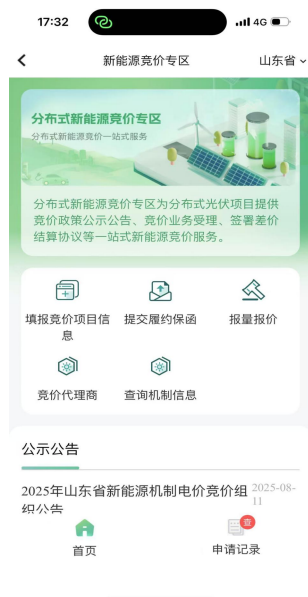 17:32
4G
新能源竞价专区
山东省
分布式新能源竞价专区
分布式新能源竞价一站式服务
分布式新能源竞价专区为分布式光伏项目提供
竞价政策公示公告、竞价业务受理、签署差价
结算协议等一站式新能源竞价服务。
填报竞价项目信
息
提交履约保函
报量报价
竞价代理商
查询机制信息
公示公告
2025年山东省新能源机制电价竞价组
织公告
2025-08-
11
查
首页
申请记录